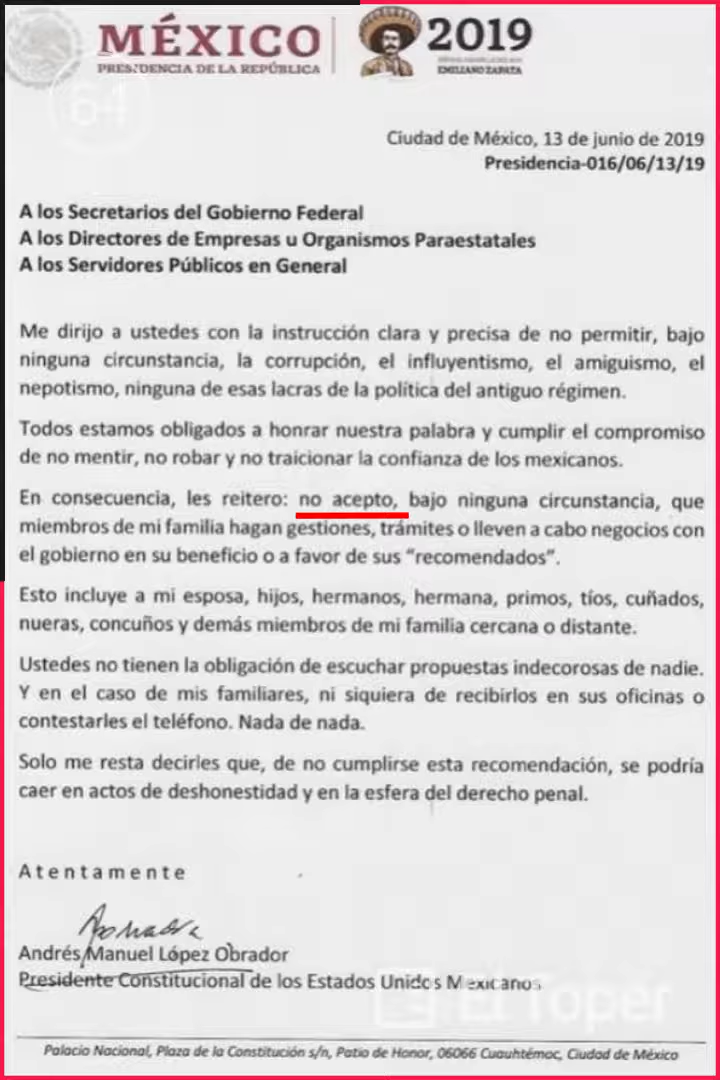 MÉXICO
PRESIDENCIA DE LA REPÚBLICA
2019
EMILIANO ZAPATA
64
Ciudad de México, 13 de junio de 2019
Presidencia-016/06/13/19
A los Secretarios del Gobierno Federal
A los Directores de Empresas u Organismos Paraestatales
A los Servidores Públicos en General
Me dirijo a ustedes con la instrucción clara y precisa de no permitir, bajo
ninguna circunstancia, la corrupción, el influyentismo, el amiguismo, el
nepotismo, ninguna de esas lacras de la política del antiguo régimen.
Todos estamos obligados a honrar nuestra palabra y cumplir el compromiso
de no mentir, no robar y no traicionar la confianza de los mexicanos.
En consecuencia, les reitero: no acepto, bajo ninguna circunstancia, que
miembros de mi familia hagan gestiones, trámites o lleven a cabo negocios con
el gobierno en su beneficio o a favor de sus “recomendados”.
Esto incluye a mi esposa, hijos, hermanos, hermana, primos, tíos, cuñados,
nueras, concuños y demás miembros de mi familia cercana o distante.
Ustedes no tienen la obligación de escuchar propuestas indecorosas de nadie.
Y en el caso de mis familiares, ni siquiera de recibirlos en sus oficinas o
contestarles el teléfono. Nada de nada.
Solo me resta decirles que, de no cumplirse esta recomendación, se podría
caer en actos de deshonestidad y en la esfera del derecho penal.
Atentamente
Andrés Manuel López Obrador
Presidente Constitucional de los Estados Unidos Mexicanos
El Toper
Palacio Nacional, Plaza de la Constitución s/n, Patio de Honor, 06066 Cuauhtémoc, Ciudad de México